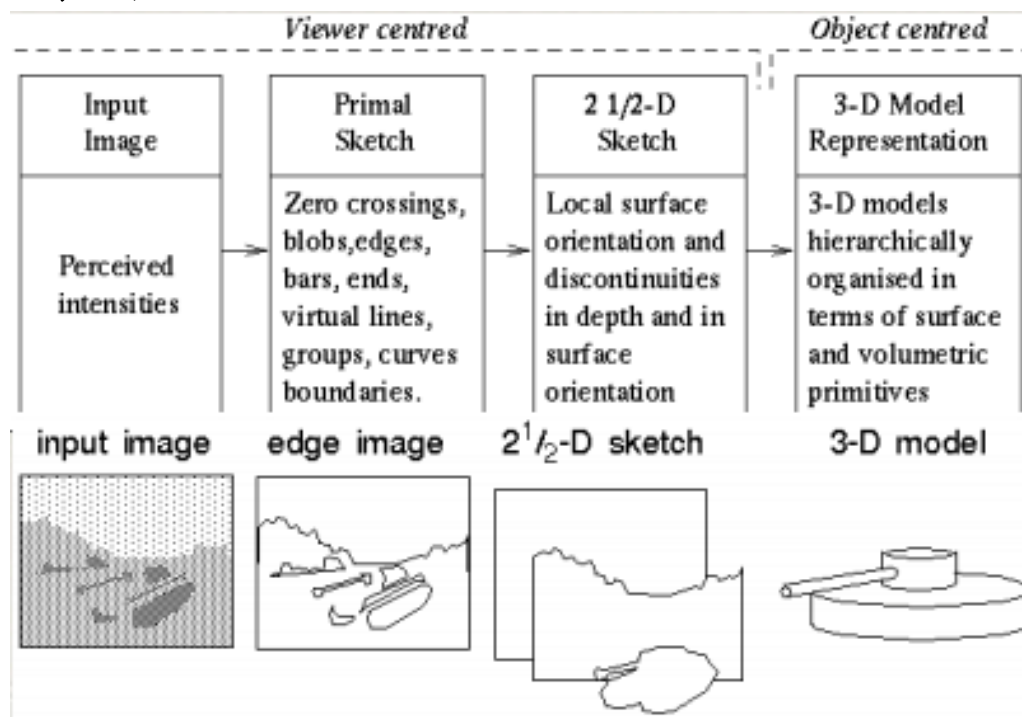 Viewer centred
Object centred
Input
Image
Primal
Sketch
2 1/2-D
Sketch
3-D Model
Representation
Perceived
intensities
Zero crossings,
blobs,edges,
bars, ends,
virtual lines,
groups, curves
boundaries.
Local surface
orientation and
discontinuities
in depth and in
surface
orientation
3-D models
hierarchically
organised in
terms of surface
and volumetric
primitives
input image
edge image
2 1/2-D sketch
3-D model